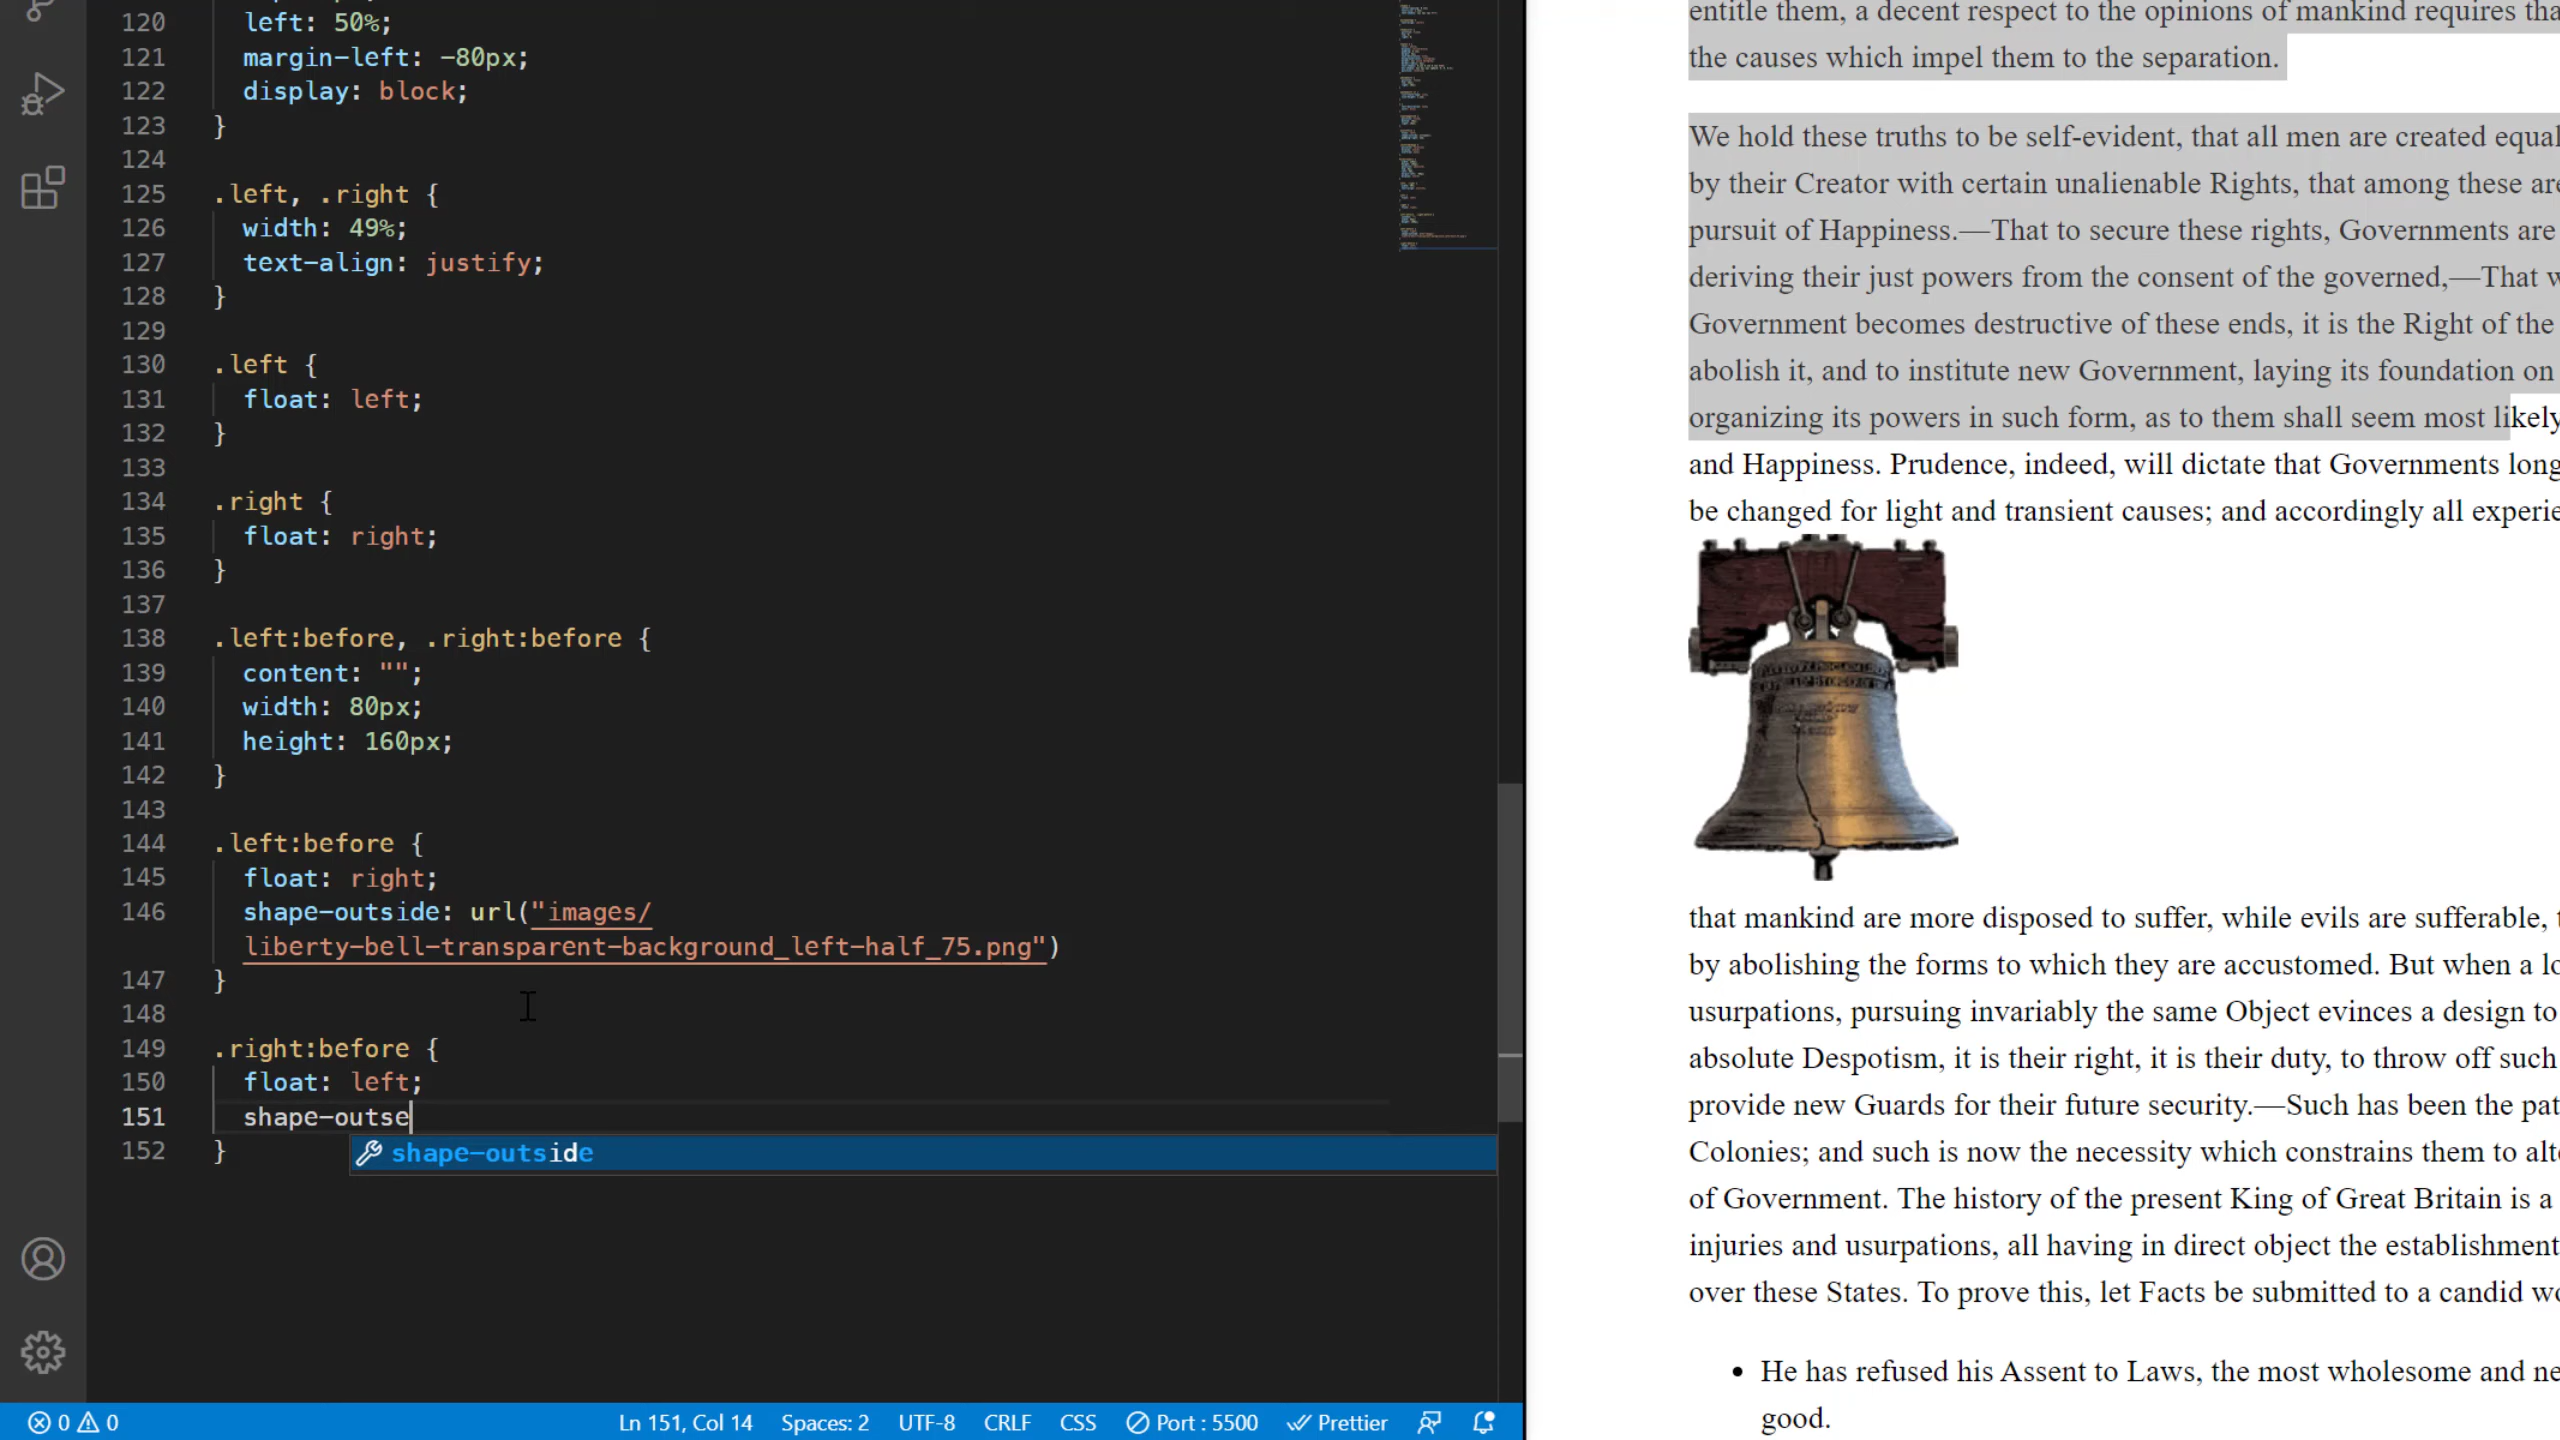 120 left: 50%;
121 margin-left: -80px;
122 display: block;
123 }
124
125 .left, .right {
126 width: 49%;
127 text-align: justify;
128 }
129
130 .left {
131 float: left;
132 }
133
134 .right {
135 float: right;
136 }
137
138 .left:before, .right:before {
139 content: "";
140 width: 80px;
141 height: 160px;
142 }
143
144 .left:before {
145 float: right;
146 shape-outside: url("images/
liberty-bell-transparent-background_left-half_75.png")
147 }
148
149 .right:before {
150 float: left;
151 shape-outse
152 }
shape-outside
0 0 Ln 151, Col 14 Spaces: 2 UTF-8 CRLF CSS Port : 5500 Prettier
entitle them, a decent respect to the opinions of mankind requires tha
the causes which impel them to the separation.
We hold these truths to be self-evident, that all men are created equal
by their Creator with certain unalienable Rights, that among these are
pursuit of Happiness.—That to secure these rights, Governments are
deriving their just powers from the consent of the governed,—That w
Government becomes destructive of these ends, it is the Right of the
abolish it, and to institute new Government, laying its foundation on
organizing its powers in such form, as to them shall seem most likely
and Happiness. Prudence, indeed, will dictate that Governments long
be changed for light and transient causes; and accordingly all experie
that mankind are more disposed to suffer, while evils are sufferable, t
by abolishing the forms to which they are accustomed. But when a lo
usurpations, pursuing invariably the same Object evinces a design to
absolute Despotism, it is their right, it is their duty, to throw off such
provide new Guards for their future security.—Such has been the pat
Colonies; and such is now the necessity which constrains them to alte
of Government. The history of the present King of Great Britain is a
injuries and usurpations, all having in direct object the establishment
over these States. To prove this, let Facts be submitted to a candid wo
• He has refused his Assent to Laws, the most wholesome and ne
good.